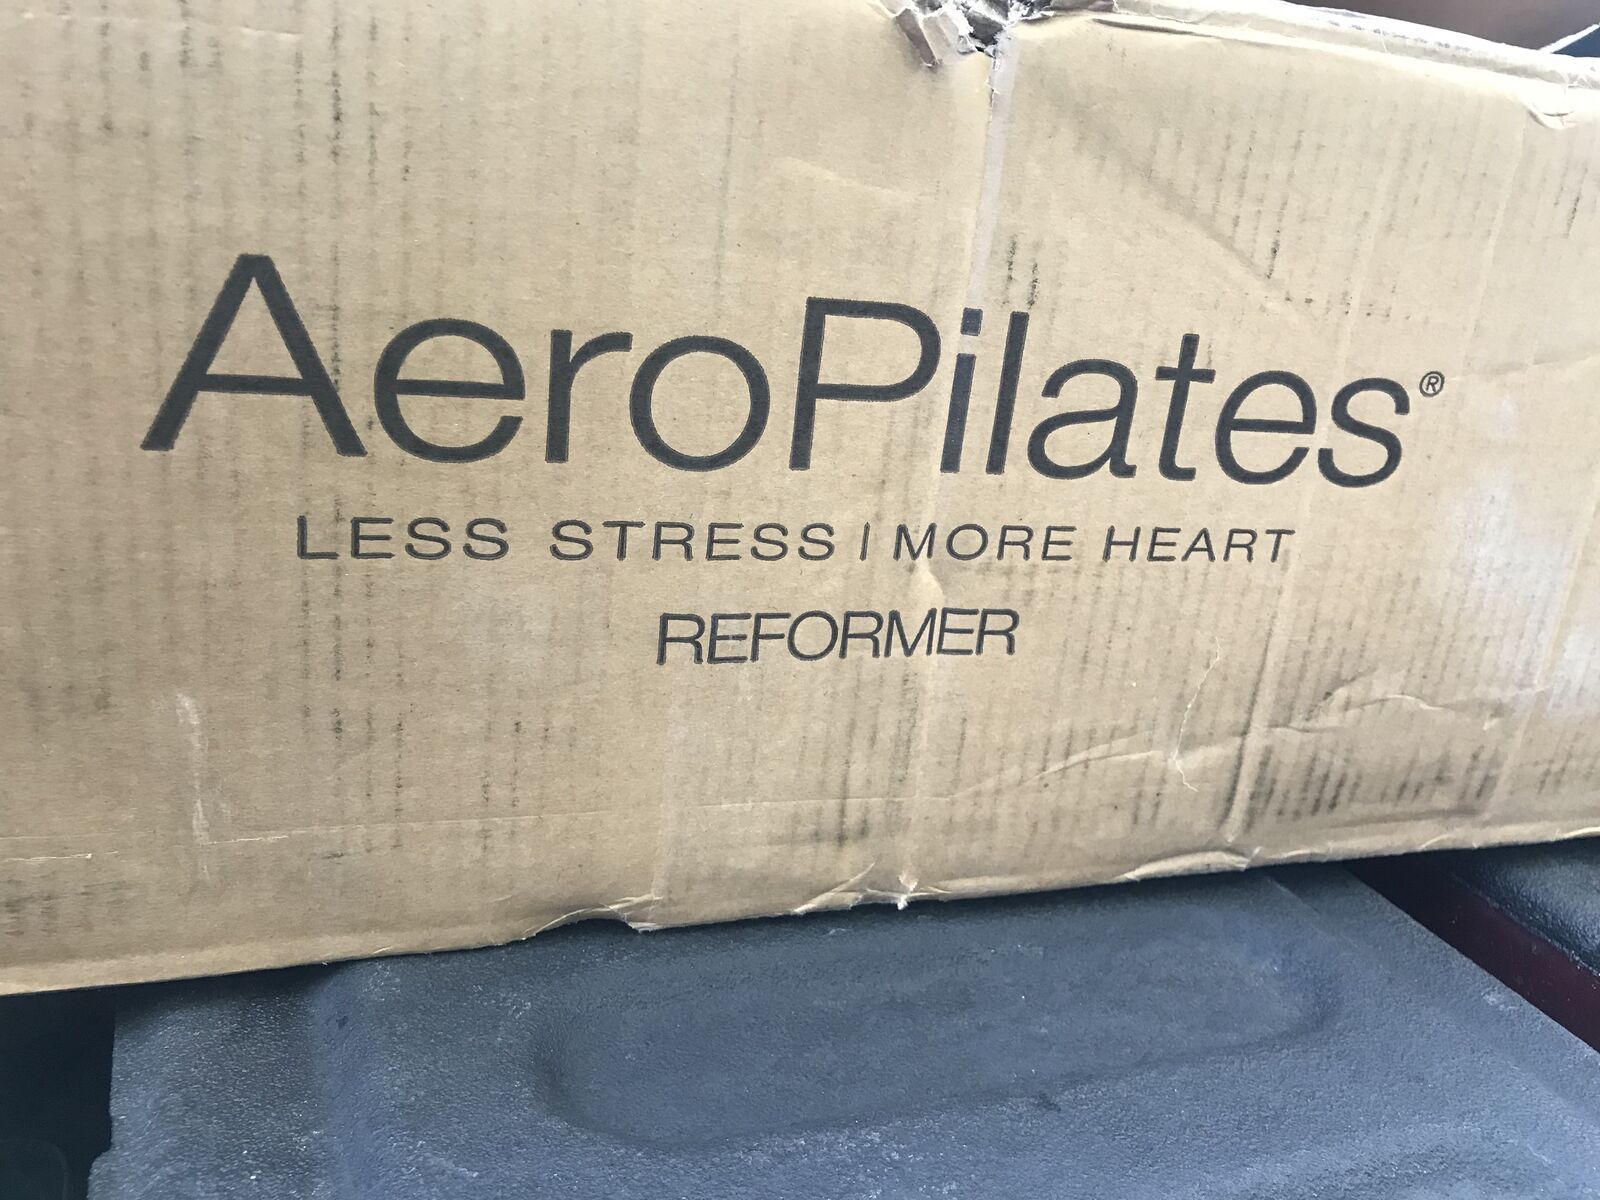 AeroPilates®
LESS STRESS | MORE HEART
REFORMER